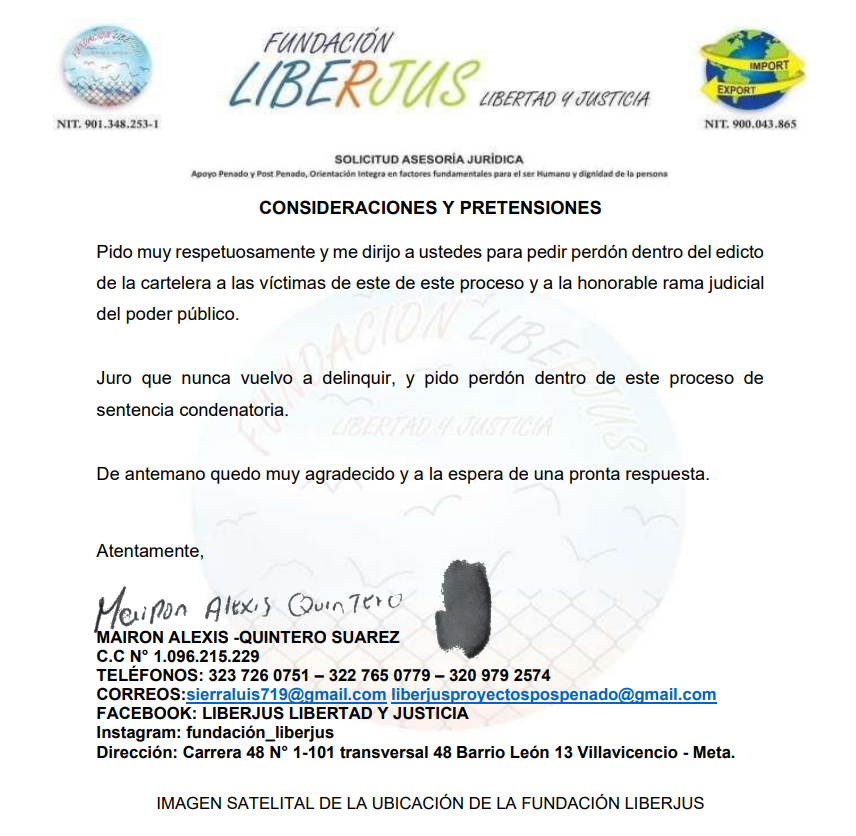 FUNDACIÓN LIBERJUS
FUNDACIÓN
LIBERJUS LIBERTAD Y JUSTICIA
IMPORT
EXPORT
NIT. 901.348.253-1
NIT. 900.043.865
SOLICITUD ASESORÍA JURÍDICA
Apoyo Penado y Post Penado, Orientación Integra en factores fundamentales para el ser Humano y dignidad de la persona
CONSIDERACIONES Y PRETENSIONES
Pido muy respetuosamente y me dirijo a ustedes para pedir perdón dentro del edicto
de la cartelera a las víctimas de este de este proceso y a la honorable rama judicial
del poder público.
FUNDACIÓN LIBERJUS
Juro que nunca vuelvo a delinquir, y pido perdón dentro de este proceso de
sentencia condenatoria.
LIBERTAD Y JUSTICIA
De antemano quedo muy agradecido y a la espera de una pronta respuesta.
Atentamente,
Mairon Alexis Quintero
MAIRON ALEXIS -QUINTERO SUAREZ
C.C N° 1.096.215.229
TELÉFONOS: 323 726 0751 – 322 765 0779 – 320 979 2574
CORREOS:sierraluis719@gmail.com liberjusproyectospospenado@gmail.com
FACEBOOK: LIBERJUS LIBERTAD Y JUSTICIA
Instagram: fundación_liberjus
Dirección: Carrera 48 N° 1-101 transversal 48 Barrio León 13 Villavicencio - Meta.
IMAGEN SATELITAL DE LA UBICACIÓN DE LA FUNDACIÓN LIBERJUS